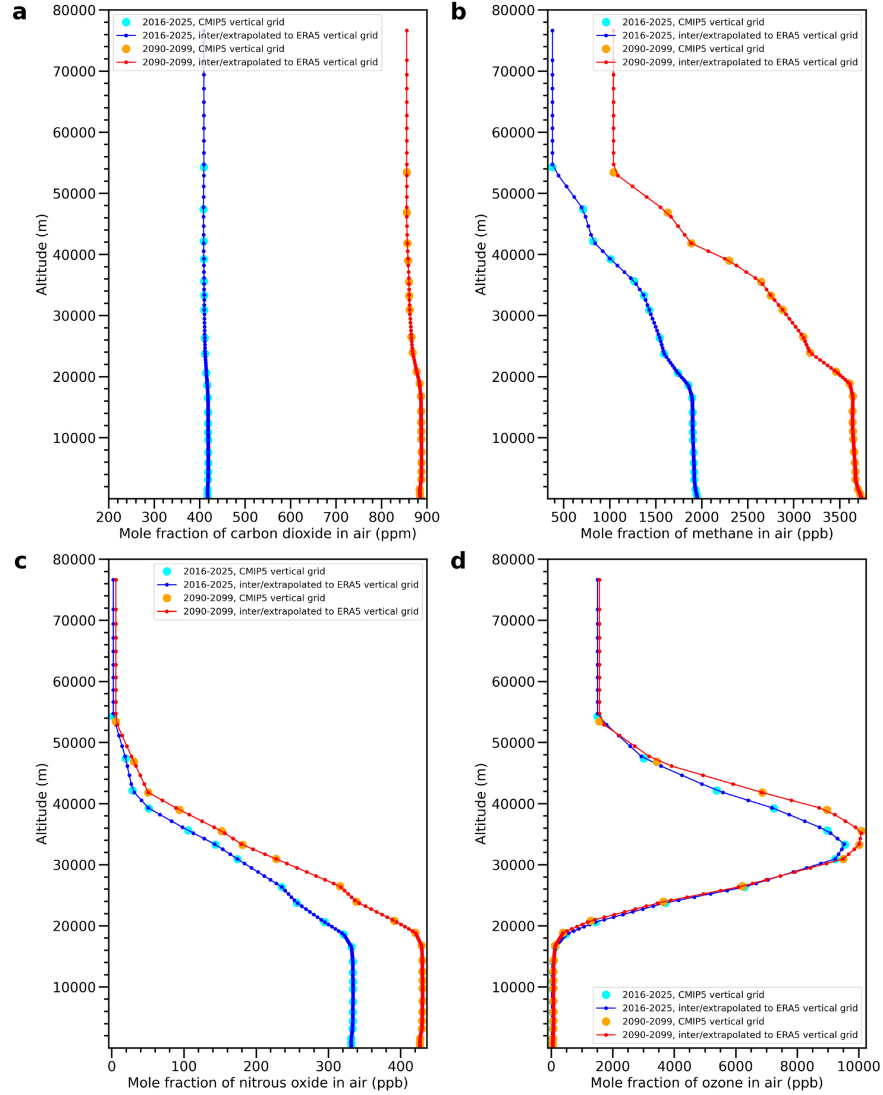 a
2016-2025, CMIP5 vertical grid
2016-2025, inter/extrapolated to ERA5 vertical grid
2090-2099, CMIP5 vertical grid
2090-2099, inter/extrapolated to ERA5 vertical grid
80000
70000
60000
50000
40000
30000
20000
10000
Altitude (m)
200 300 400 500 600 700 800 900
Mole fraction of carbon dioxide in air (ppm)
b
2016-2025, CMIP5 vertical grid
2016-2025, inter/extrapolated to ERA5 vertical grid
2090-2099, CMIP5 vertical grid
2090-2099, inter/extrapolated to ERA5 vertical grid
80000
70000
60000
50000
40000
30000
20000
10000
Altitude (m)
500 1000 1500 2000 2500 3000 3500
Mole fraction of methane in air (ppb)
c
2016-2025, CMIP5 vertical grid
2016-2025, inter/extrapolated to ERA5 vertical grid
2090-2099, CMIP5 vertical grid
2090-2099, inter/extrapolated to ERA5 vertical grid
80000
70000
60000
50000
40000
30000
20000
10000
Altitude (m)
0 100 200 300 400
Mole fraction of nitrous oxide in air (ppb)
d
80000
70000
60000
50000
40000
30000
20000
10000
Altitude (m)
2016-2025, CMIP5 vertical grid
2016-2025, inter/extrapolated to ERA5 vertical grid
2090-2099, CMIP5 vertical grid
2090-2099, inter/extrapolated to ERA5 vertical grid
0 2000 4000 6000 8000 10000
Mole fraction of ozone in air (ppb)